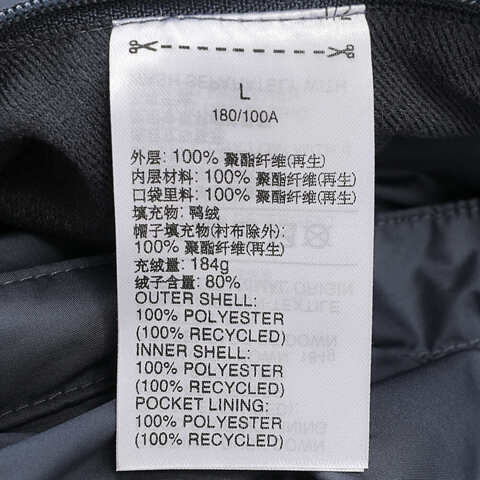 1/2
L
180/100A
外层: 100% 聚酯纤维(再生)
内层材料: 100% 聚酯纤维(再生)
口袋里料: 100% 聚酯纤维(再生)
填充物: 鸭绒
帽子填充物(衬布除外):
100% 聚酯纤维(再生)
充绒量: 184g
绒子含量: 80%
OUTER SHELL:
100% POLYESTER
(100% RECYCLED)
INNER SHELL:
100% POLYESTER
(100% RECYCLED)
POCKET LINING:
100% POLYESTER
(100% RECYCLED)